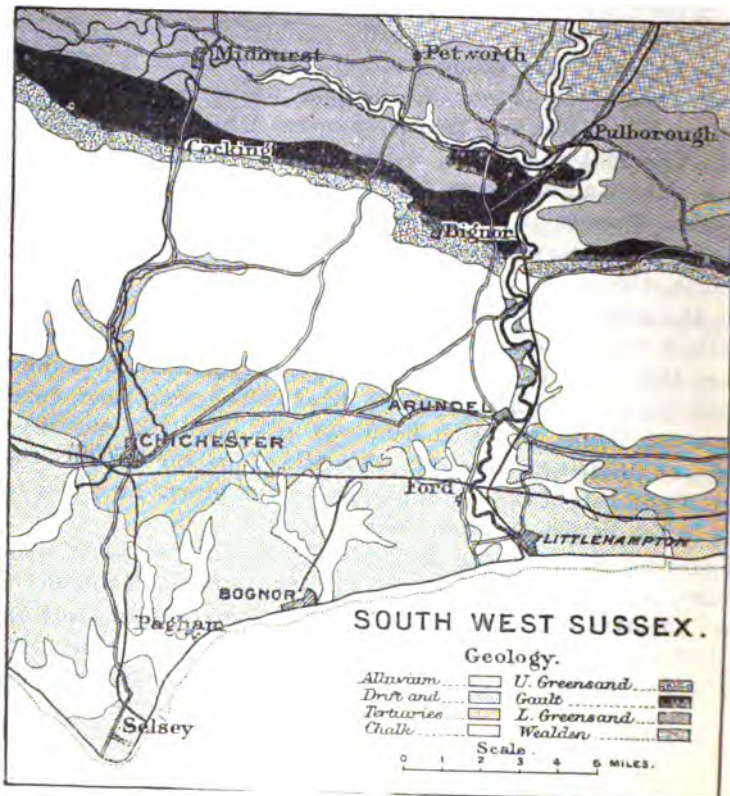 Midhurst
Petworth
Pulborough
Cocking
Bignor
ARUNDEL
CHICHESTER
Ford
LITTLEHAMPTON
BOGNOR
Pagham
Selsey
SOUTH WEST SUSSEX.
Geology.
Alluvium U. Greensand
Drift and Gault
Tertiaries L. Greensand
Chalk Wealden
Scale.
0 1 2 3 4 5 MILES.